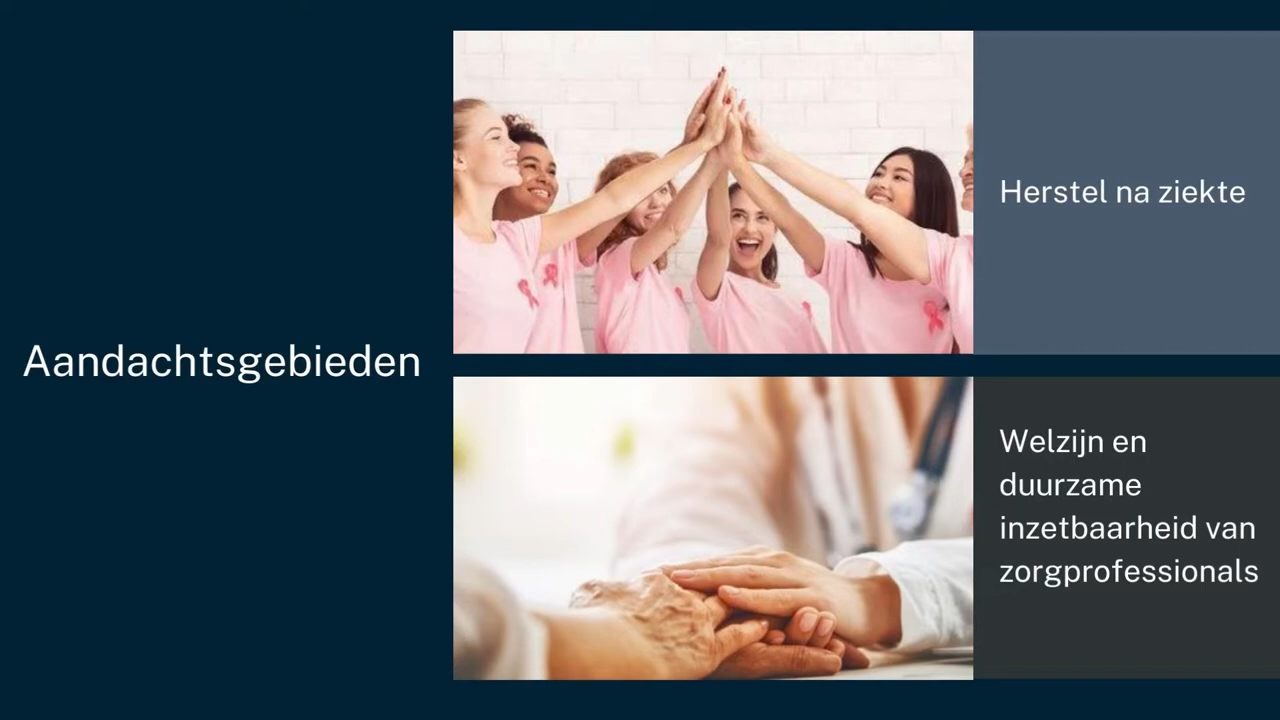 Aandachtsgebieden
Herstel na ziekte
Welzijn en
duurzame
inzetbaarheid van
zorgprofessionals